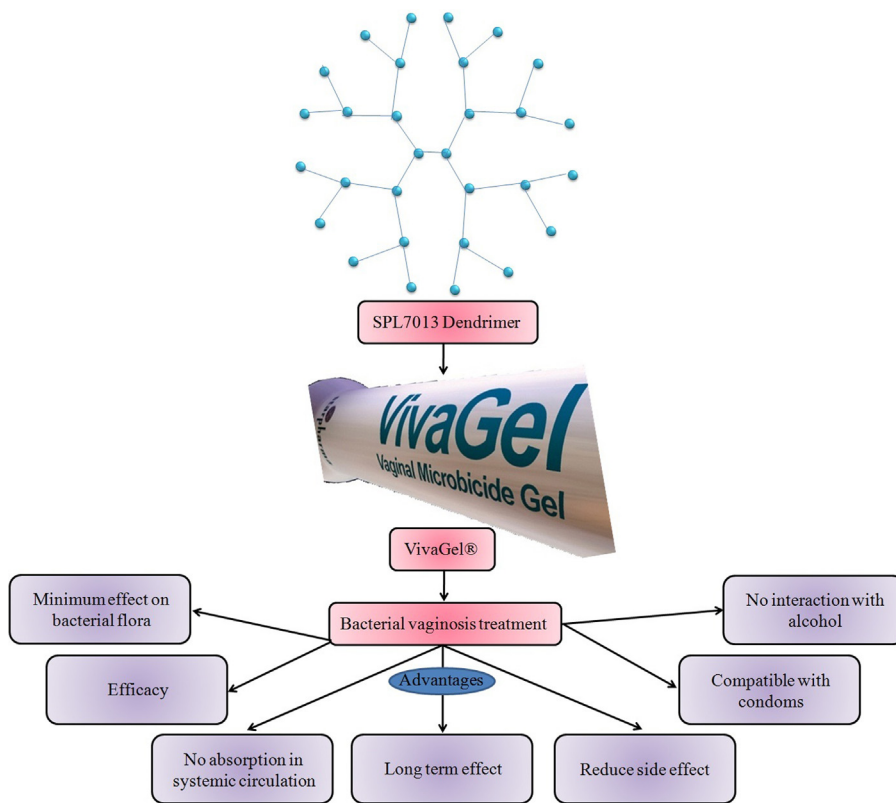 SPL7013 Dendrimer
starpharma
VivaGel
Vaginal Microbicide Gel
VivaGel®
Minimum effect on
bacterial flora
Bacterial vaginosis treatment
No interaction with
alcohol
Efficacy
Advantages
Compatible with
condoms
No absorption in
systemic circulation
Long term effect
Reduce side effect